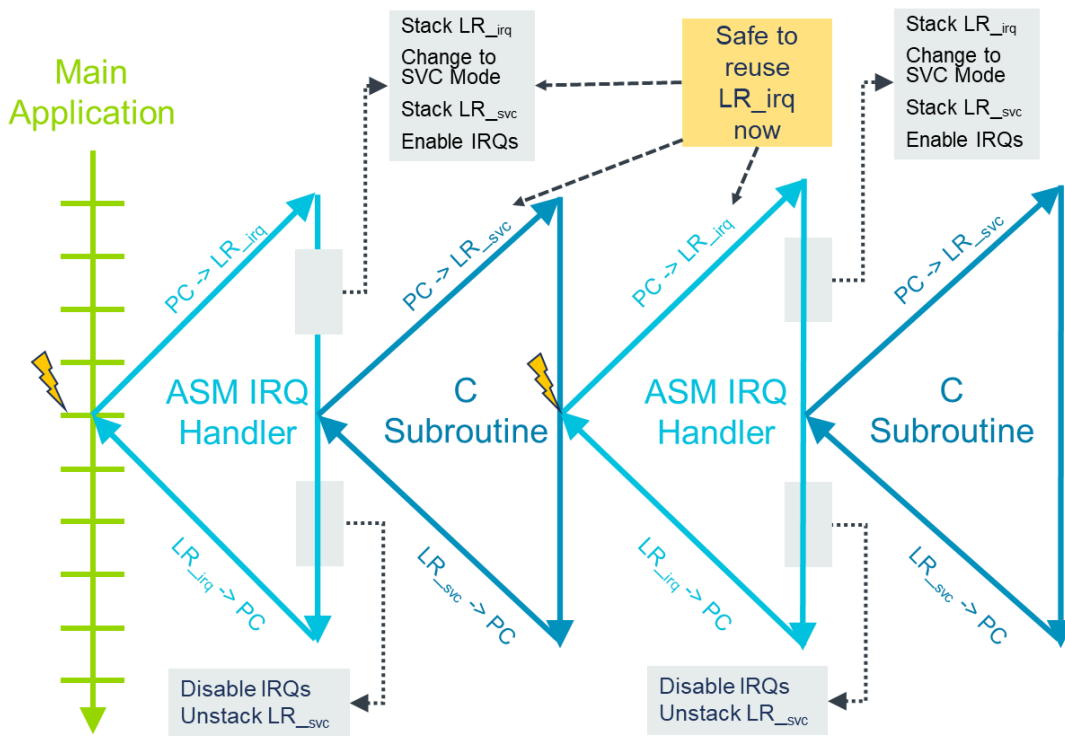 Main
Application
Stack LR_irq
Change to
SVC Mode
Stack LR_svc
Enable IRQs
Safe to
reuse
LR_irq
now
Stack LR_irq
Change to
SVC Mode
Stack LR_svc
Enable IRQs
PC -> LR_irq
PC -> LR_svc
PC -> LR_irq
PC -> LR_svc
ASM IRQ
Handler
C
Subroutine
ASM IRQ
Handler
C
Subroutine
LR_irq -> PC
LR_svc -> PC
LR_irq -> PC
LR_svc -> PC
Disable IRQs
Unstack LR_svc
Disable IRQs
Unstack LR_svc